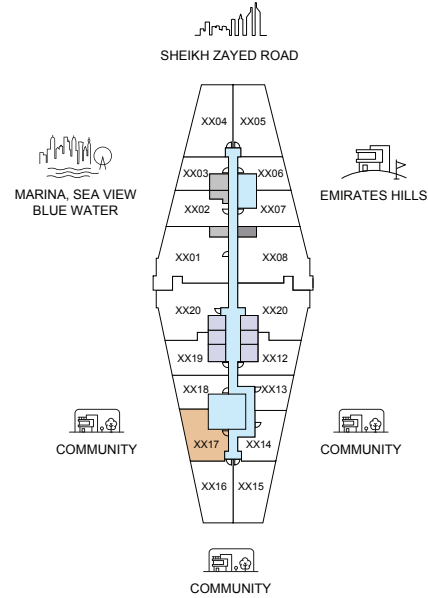 SHEIKH ZAYED ROAD
XX04
XX05
MARINA, SEA VIEW
BLUE WATER
EMIRATES HILLS
XX03
XX06
XX02
XX07
XX01
XX08
XX20
XX20
XX19
XX12
XX18
XX13
COMMUNITY
COMMUNITY
XX17
XX14
XX16
XX15
COMMUNITY